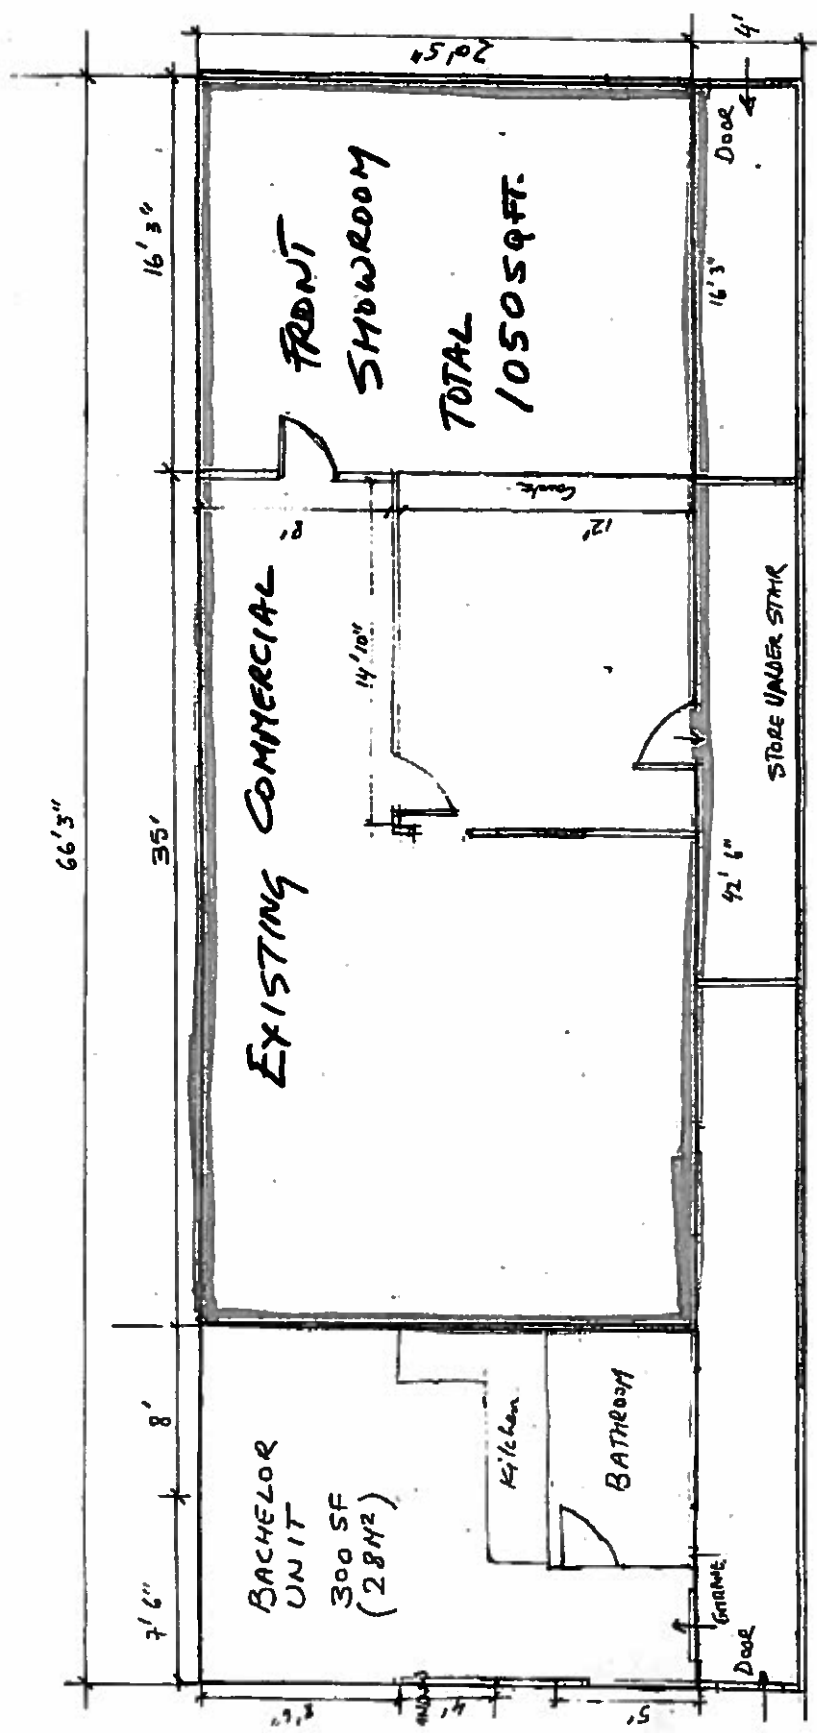 66'3"
16' 3"
35'
8'
7' 6"
20' 5"
4'
FRONT
SHOWROOM
TOTAL
1050 SQFT.
DOOR
16' 3"
EXISTING COMMERCIAL
8'
14' 10"
12'
STORE UNDER STAIR
42' 6"
BACHELOR
UNIT
300 SF
(28M²)
Kitchen
BATHROOM
DOOR
8' 6"
4'
5'